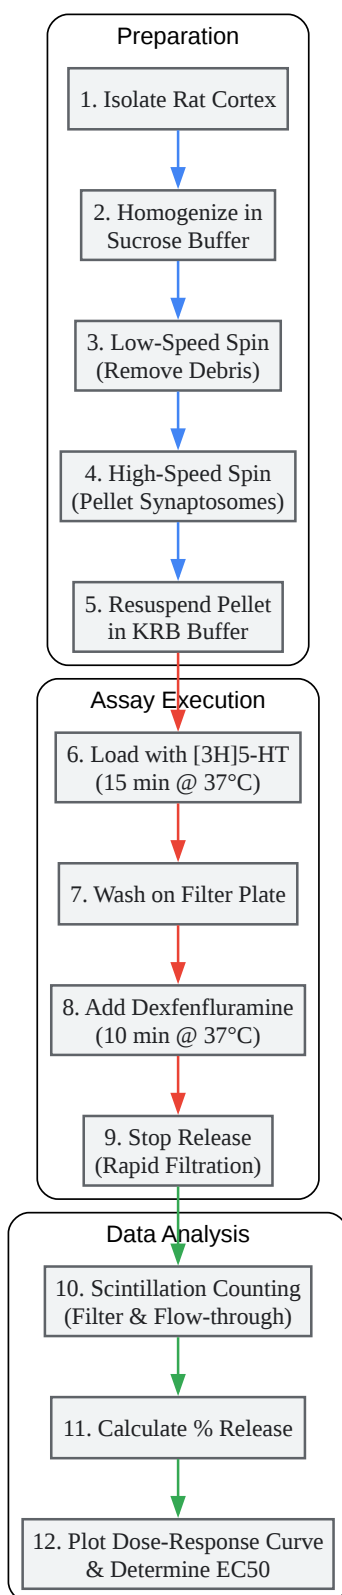 Preparation
1. Isolate Rat Cortex
2. Homogenize in
Sucrose Buffer
3. Low-Speed Spin
(Remove Debris)
4. High-Speed Spin
(Pellet Synaptosomes)
5. Resuspend Pellet
in KRB Buffer
Assay Execution
6. Load with [3H]5-HT
(15 min @ 37°C)
7. Wash on Filter Plate
8. Add Dexfenfluramine
(10 min @ 37°C)
9. Stop Release
(Rapid Filtration)
Data Analysis
10. Scintillation Counting
(Filter & Flow-through)
11. Calculate % Release
12. Plot Dose-Response Curve
& Determine EC50